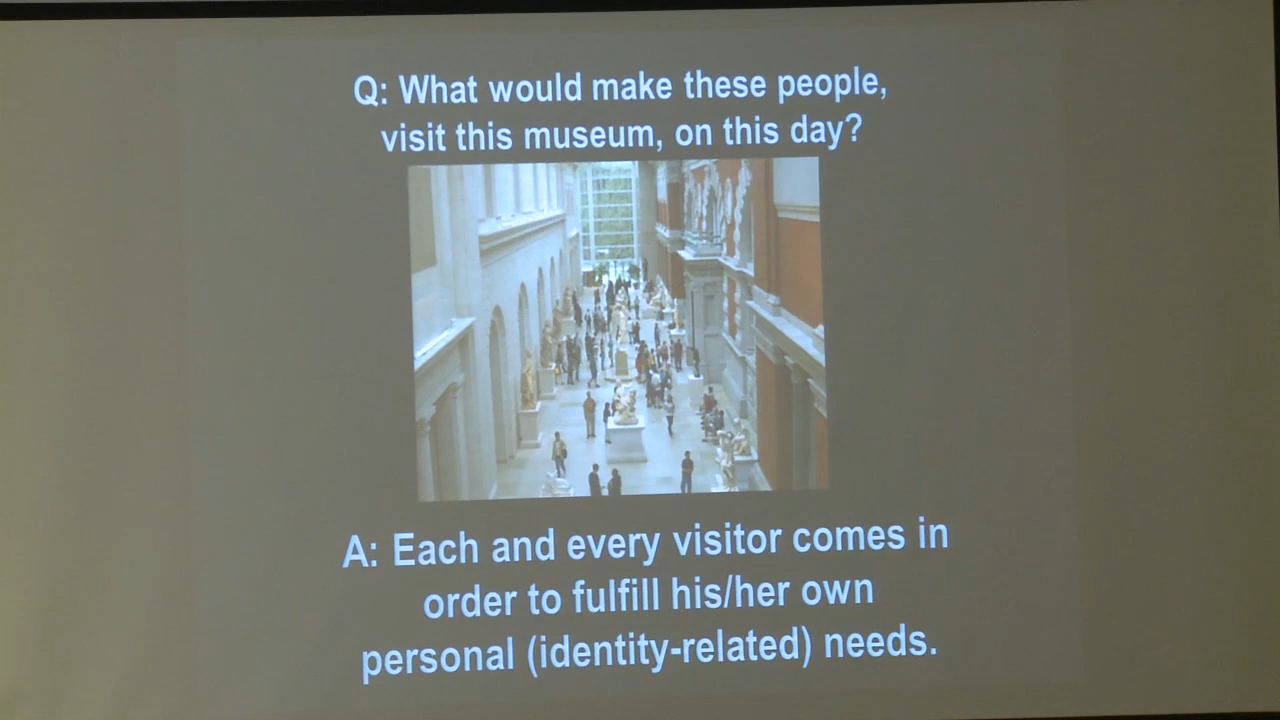 Q: What would make these people,
visit this museum, on this day?
A: Each and every visitor comes in
order to fulfill his/her own
personal (identity-related) needs.